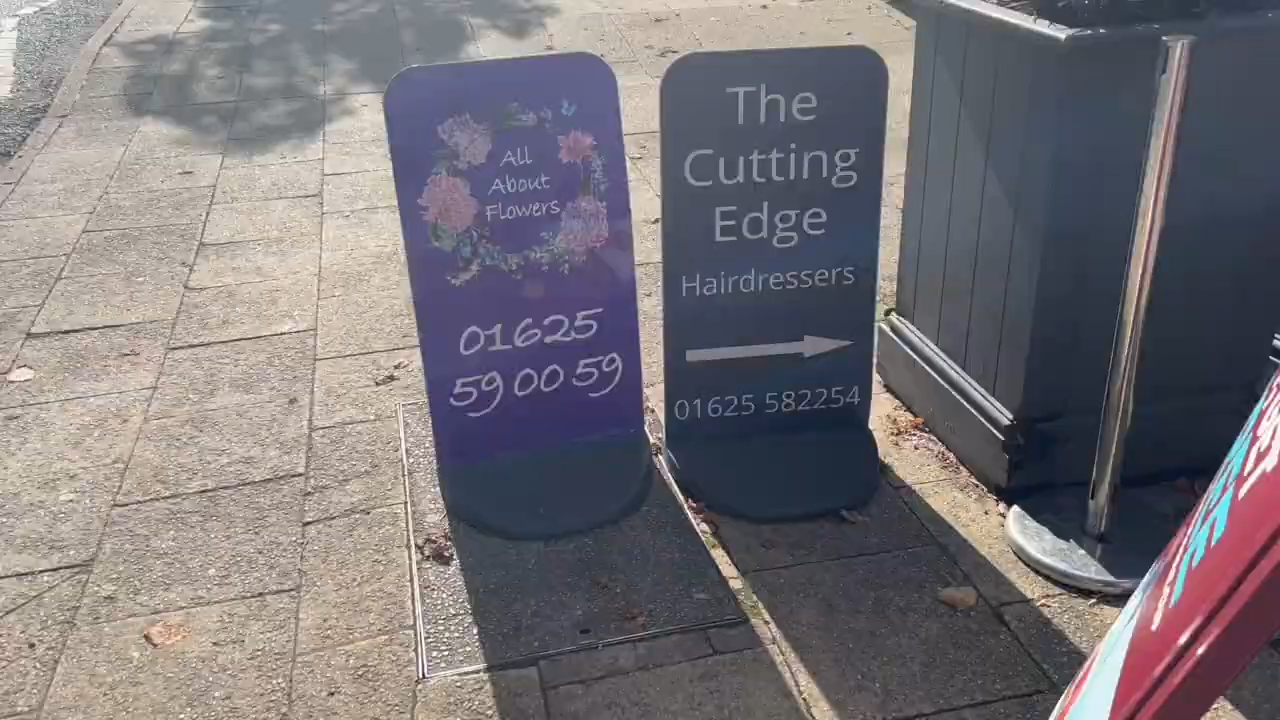 All
About
Flowers
01625
59 00 59
The
Cutting
Edge
Hairdressers
01625 582254